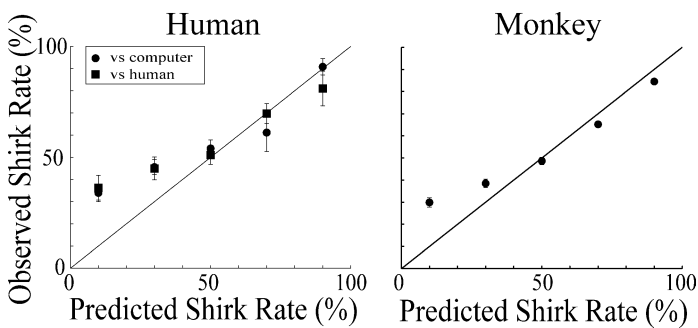 Human
Monkey
Observed Shirk Rate (%)
100
50
0
vs computer
vs human
0
50
100
Predicted Shirk Rate (%)
0
50
100
Predicted Shirk Rate (%)